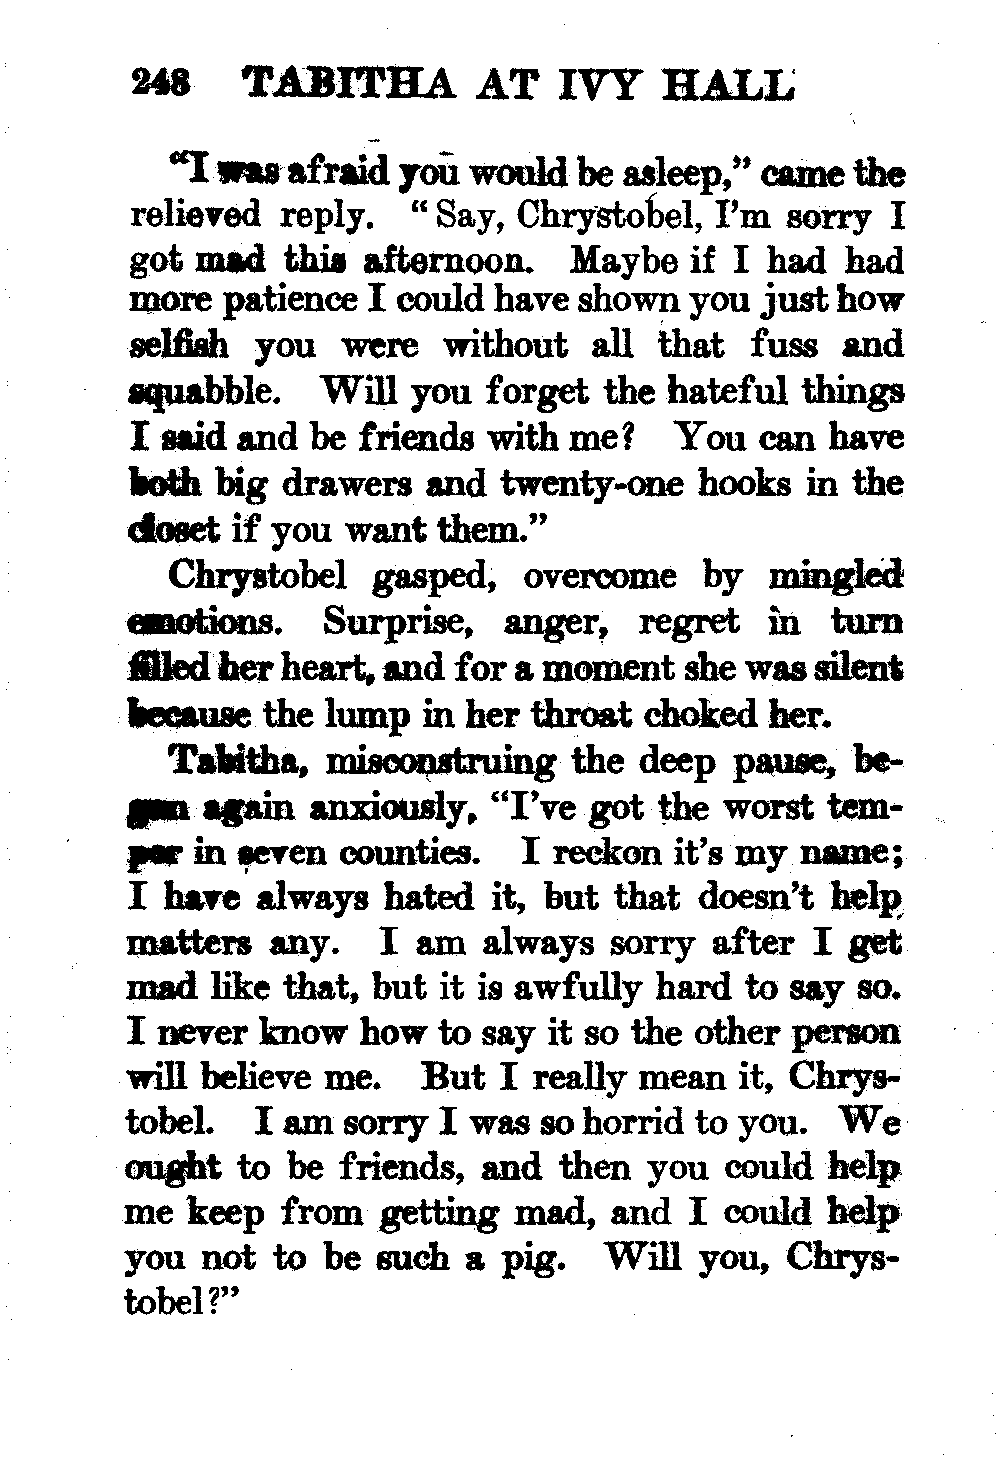 248 TABITHA AT IVY HALL
"I was afraid you would be asleep," came the
relieved reply. "Say, Chrystobel, I'm sorry I
got mad this afternoon. Maybe if I had had
more patience I could have shown you just how
selfish you were without all that fuss and
squabble. Will you forget the hateful things
I said and be friends with me? You can have
both big drawers and twenty-one hooks in the
closet if you want them."
Chrystobel gasped, overcome by mingled
emotions. Surprise, anger, regret in turn
filled her heart, and for a moment she was silent
because the lump in her throat choked her.
Tabitha, misconstruing the deep pause, be-
gan again anxiously, "I've got the worst tem-
per in seven counties. I reckon it's my name;
I have always hated it, but that doesn't help
matters any. I am always sorry after I get
mad like that, but it is awfully hard to say so.
I never know how to say it so the other person
will believe me. But I really mean it, Chrys-
tobel. I am sorry I was so horrid to you. We
ought to be friends, and then you could help
me keep from getting mad, and I could help
you not to be such a pig. Will you, Chrys-
tobel?"